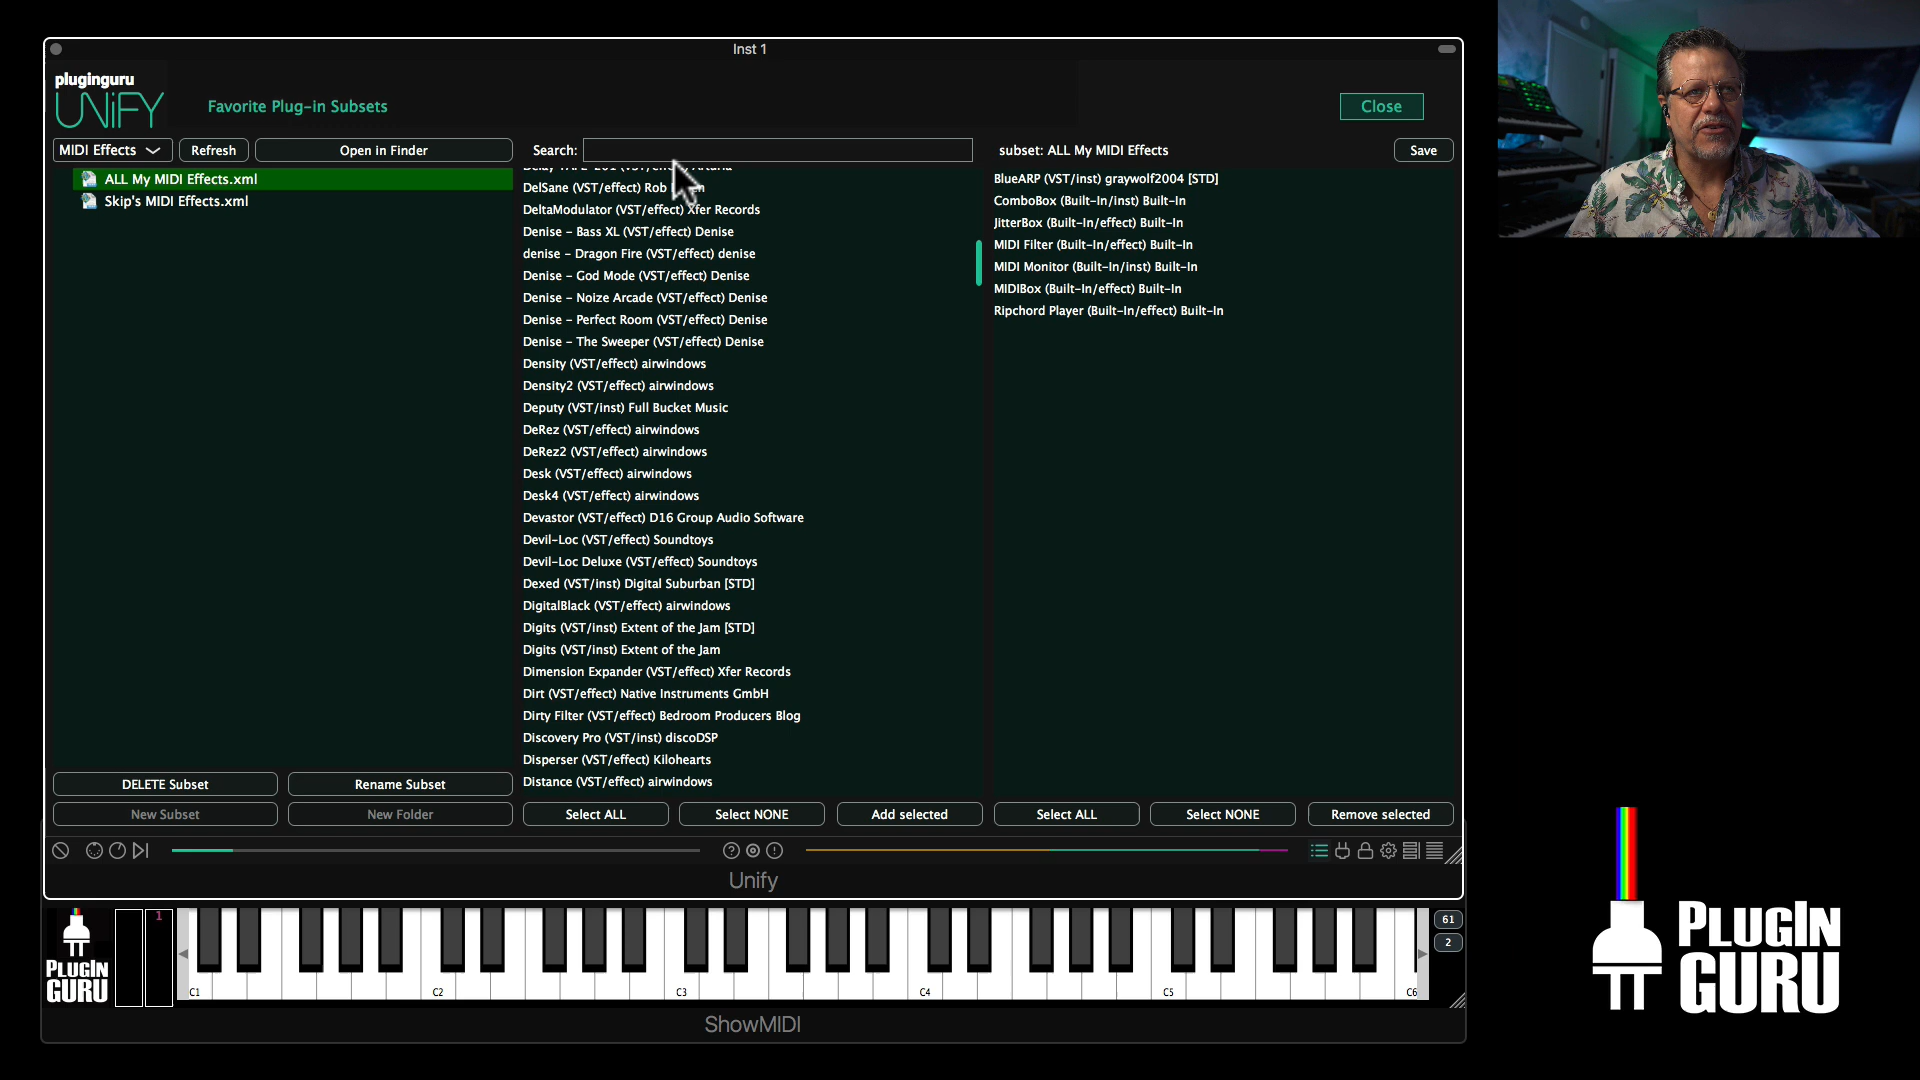 Inst 1
pluginguru
UNIFY
Favorite Plug-in Subsets
Close
MIDI Effects
Refresh
Open in Finder
Search:
subset: ALL My MIDI Effects
Save
ALL My MIDI Effects.xml
Skip's MIDI Effects.xml
DelSane (VST/effect) Rob
DeltaModulator (VST/effect) Xfer Records
Denise - Bass XL (VST/effect) Denise
denise - Dragon Fire (VST/effect) denise
Denise - God Mode (VST/effect) Denise
Denise - Noize Arcade (VST/effect) Denise
Denise - Perfect Room (VST/effect) Denise
Denise - The Sweeper (VST/effect) Denise
Density (VST/effect) airwindows
Density2 (VST/effect) airwindows
Deputy (VST/inst) Full Bucket Music
DeRez (VST/effect) airwindows
DeRez2 (VST/effect) airwindows
Desk (VST/effect) airwindows
Desk4 (VST/effect) airwindows
Devastor (VST/effect) D16 Group Audio Software
Devil-Loc (VST/effect) Soundtoys
Devil-Loc Deluxe (VST/effect) Soundtoys
Dexed (VST/inst) Digital Suburban [STD]
DigitalBlack (VST/effect) airwindows
Digits (VST/inst) Extent of the Jam [STD]
Digits (VST/inst) Extent of the Jam
Dimension Expander (VST/effect) Xfer Records
Dirt (VST/effect) Native Instruments GmbH
Dirty Filter (VST/effect) Bedroom Producers Blog
Discovery Pro (VST/inst) discoDSP
Disperser (VST/effect) Kilohearts
Distance (VST/effect) airwindows
BlueARP (VST/inst) graywolf2004 [STD]
ComboBox (Built-In/inst) Built-In
JitterBox (Built-In/effect) Built-In
MIDI Filter (Built-In/effect) Built-In
MIDI Monitor (Built-In/inst) Built-In
MIDIBox (Built-In/effect) Built-In
Ripchord Player (Built-In/effect) Built-In
DELETE Subset
Rename Subset
New Subset
New Folder
Select ALL
Select NONE
Add selected
Select ALL
Select NONE
Remove selected
Unify
1
61
2
PLUGIN
GURU
C1
C2
C3
C4
C5
C6
ShowMIDI
PLUGIN
GURU